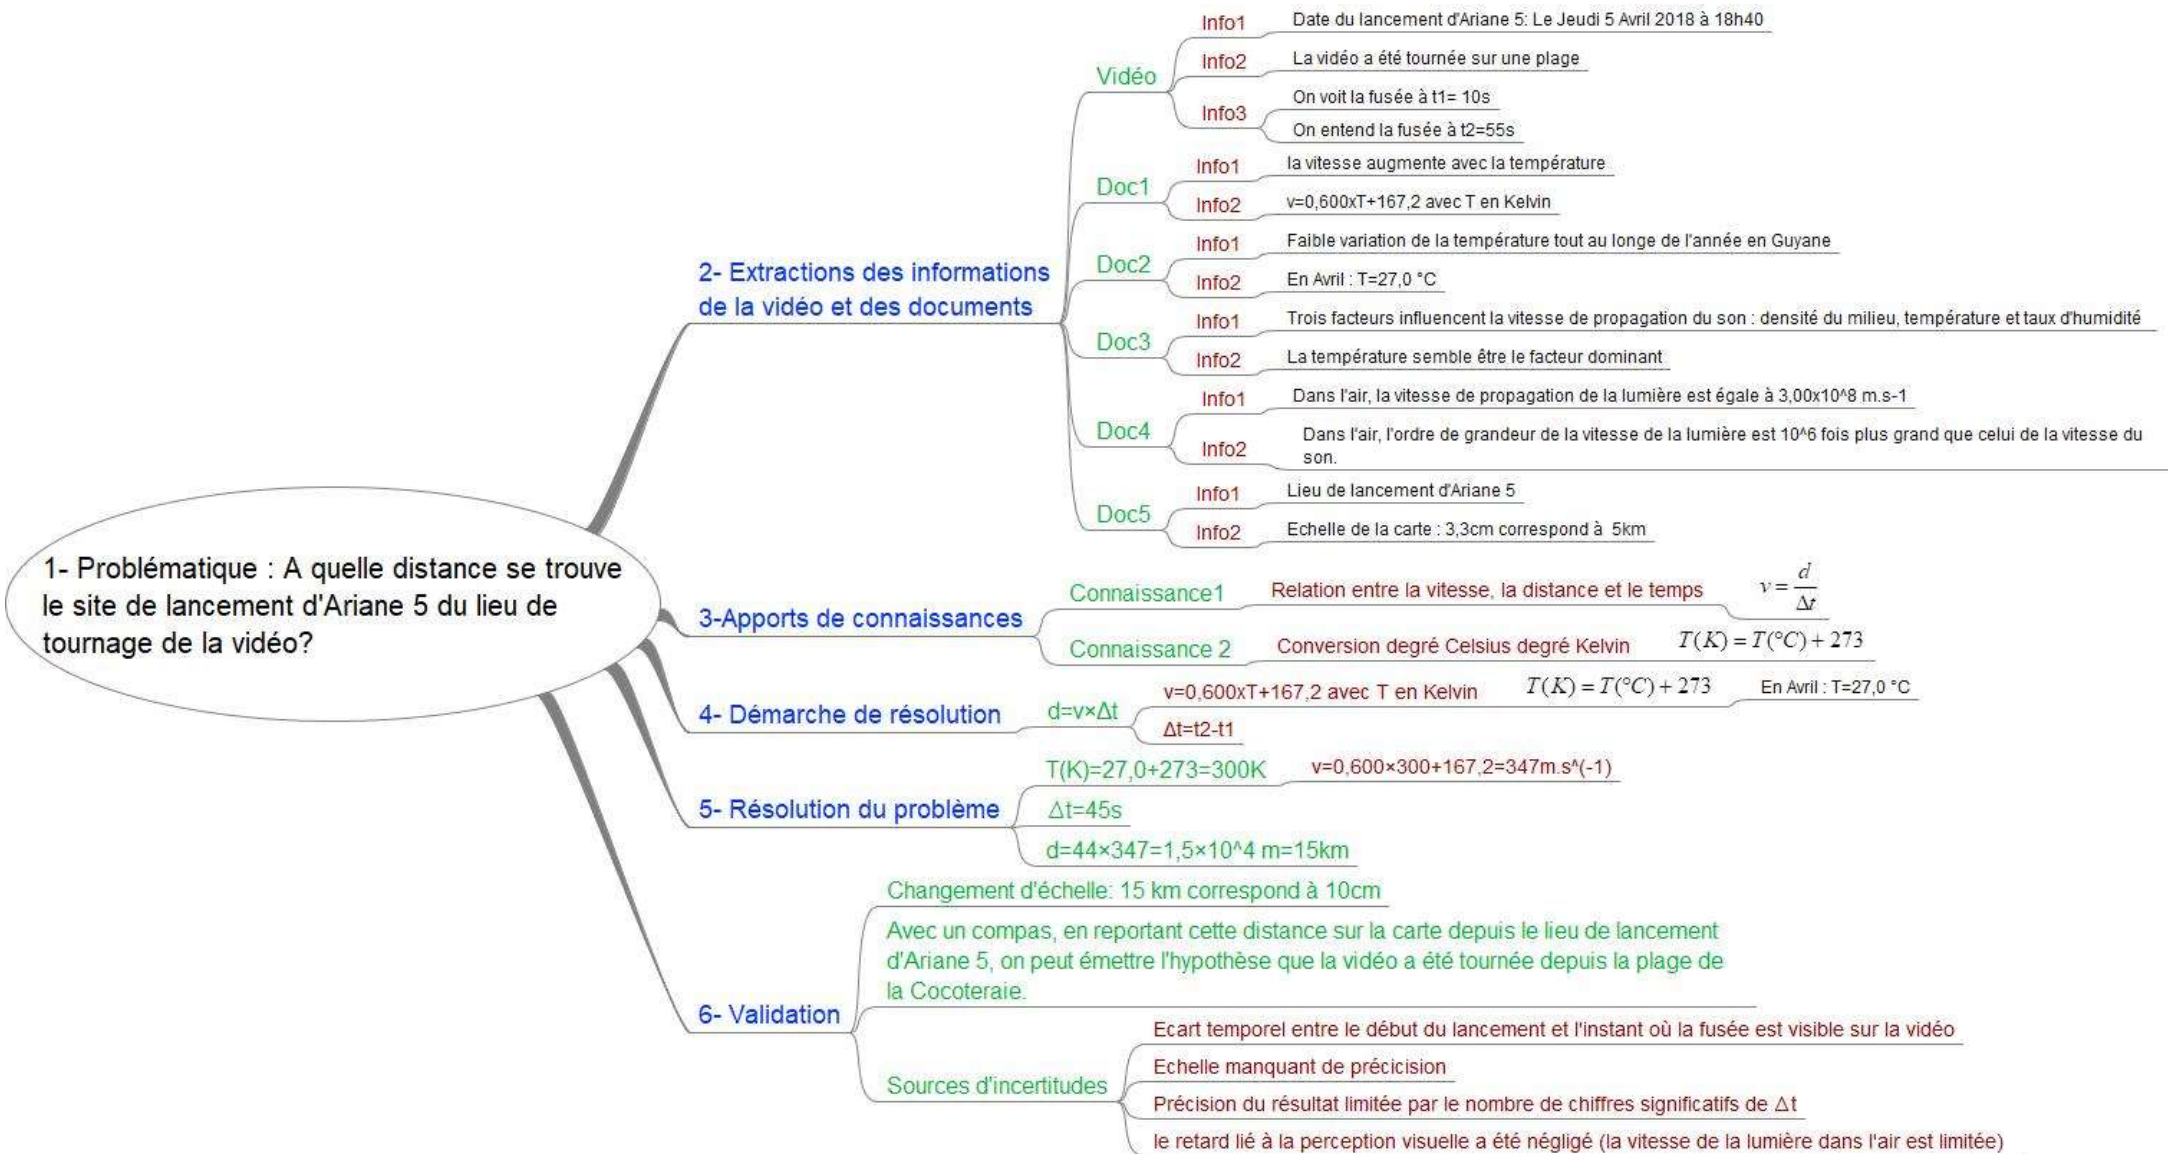 1- Problématique : A quelle distance se trouve
le site de lancement d'Ariane 5 du lieu de
tournage de la vidéo?
2- Extractions des informations
de la vidéo et des documents
Vidéo
Info1
Date du lancement d'Ariane 5: Le Jeudi 5 Avril 2018 à 18h40
Info2
La vidéo a été tournée sur une plage
Info3
On voit la fusée à t1= 10s
On entend la fusée à t2=55s
Doc1
Info1
la vitesse augmente avec la température
Info2
v=0,600xT+167,2 avec T en Kelvin
Doc2
Info1
Faible variation de la température tout au longe de l'année en Guyane
Info2
En Avril : T=27,0 °C
Doc3
Info1
Trois facteurs influencent la vitesse de propagation du son : densité du milieu, température et taux d'humidité
Info2
La température semble être le facteur dominant
Doc4
Info1
Dans l'air, la vitesse de propagation de la lumière est égale à 3,00x10^8 m.s-1
Info2
Dans l'air, l'ordre de grandeur de la vitesse de la lumière est 10^6 fois plus grand que celui de la vitesse du
son.
Doc5
Info1
Lieu de lancement d'Ariane 5
Info2
Echelle de la carte : 3,3cm correspond à 5km
3-Apports de connaissances
Connaissance1
Relation entre la vitesse, la distance et le temps
v = d/Δt
Connaissance 2
Conversion degré Celsius degré Kelvin
T(K) = T(°C) + 273
4- Démarche de résolution
d=v×Δt
v=0,600xT+167,2 avec T en Kelvin
T(K) = T(°C) + 273
En Avril : T=27,0 °C
Δt=t2-t1
5- Résolution du problème
T(K)=27,0+273=300K
v=0,600×300+167,2=347m.s^(-1)
Δt=45s
d=44×347=1,5×10^4 m=15km
6- Validation
Changement d'échelle: 15 km correspond à 10cm
Avec un compas, en reportant cette distance sur la carte depuis le lieu de lancement
d'Ariane 5, on peut émettre l'hypothèse que la vidéo a été tournée depuis la plage de
la Cocoteraie.
Sources d'incertitudes
Ecart temporel entre le début du lancement et l'instant où la fusée est visible sur la vidéo
Echelle manquant de précicision
Précision du résultat limitée par le nombre de chiffres significatifs de Δt
le retard lié à la perception visuelle a été négligé (la vitesse de la lumière dans l'air est limitée)